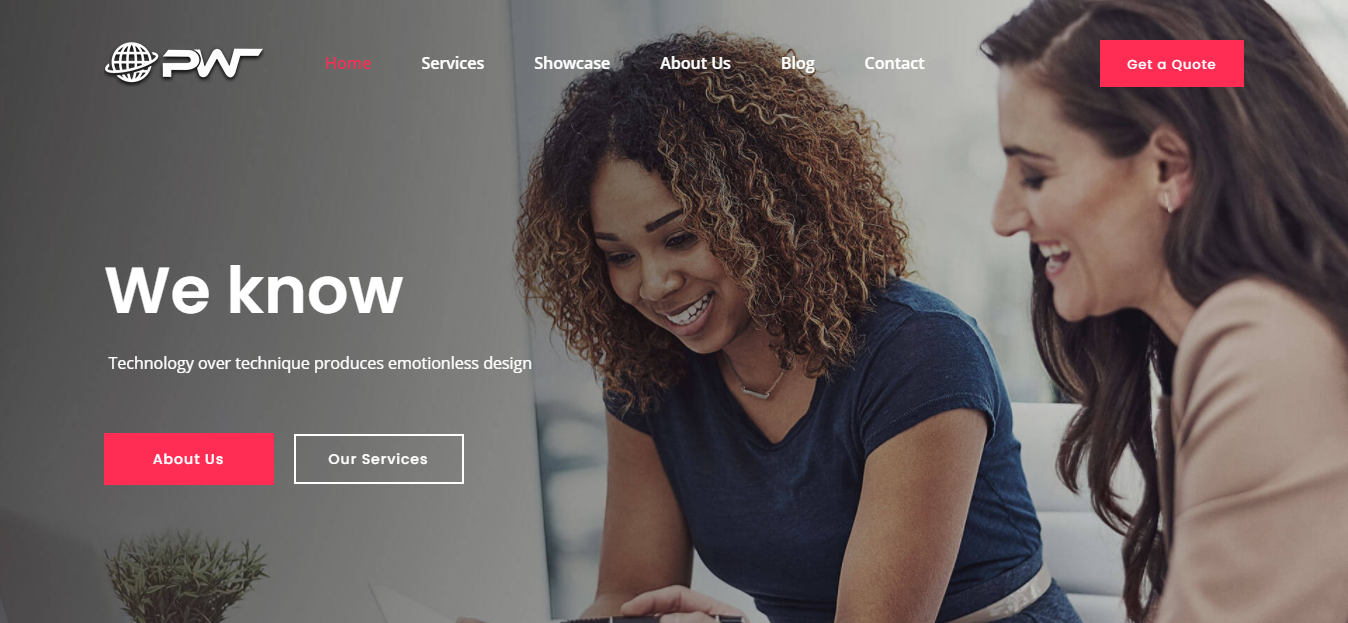 PWT
Home
Services
Showcase
About Us
Blog
Contact
Get a Quote
We know
Technology over technique produces emotionless design
About Us
Our Services